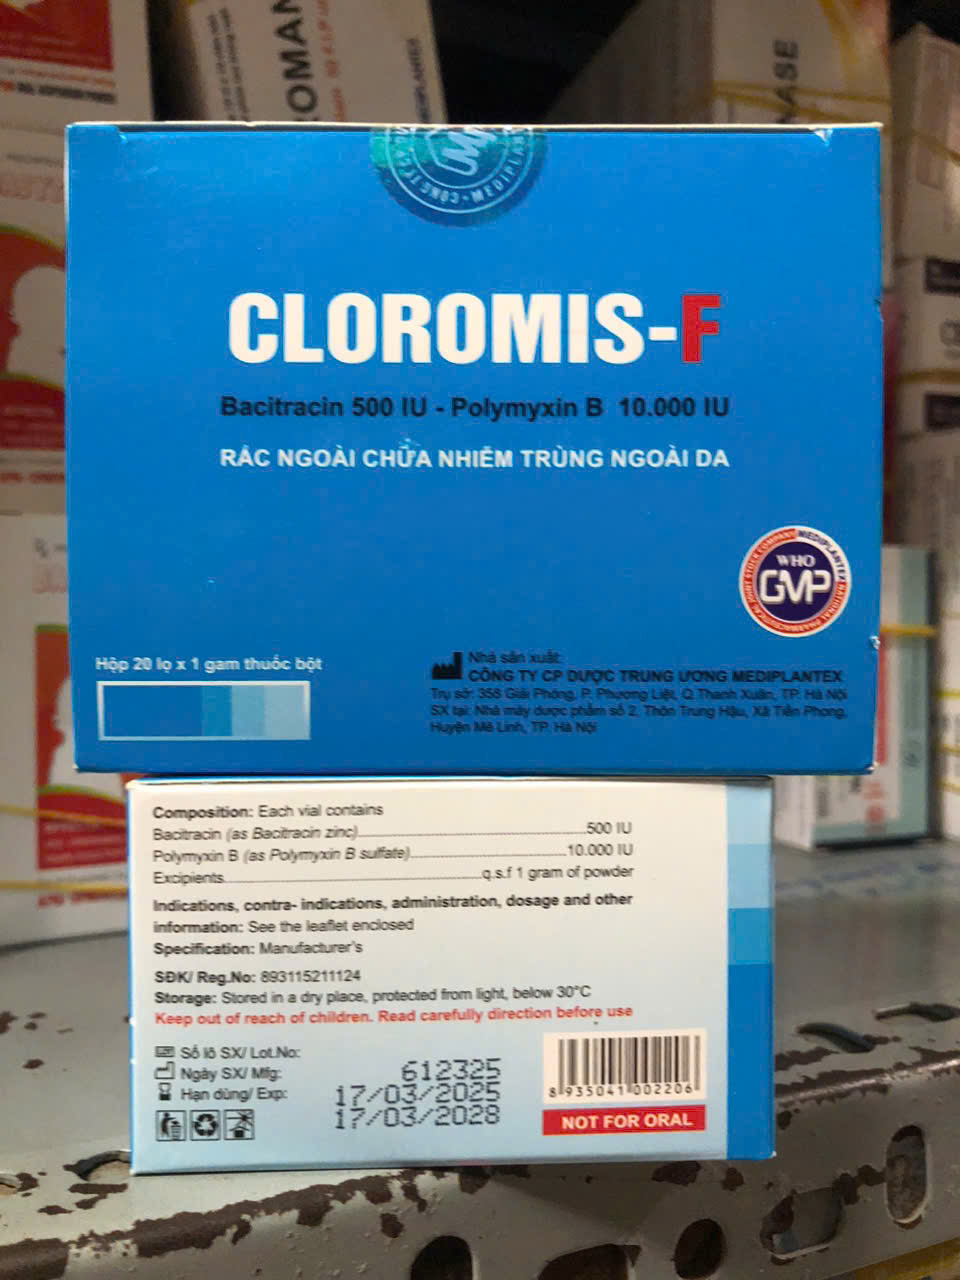 CLOROMIS-F
Bacitracin 500 IU - Polymyxin B 10.000 IU
RẮC NGOÀI CHỮA NHIỄM TRÙNG NGOÀI DA
WHO
GMP
Hộp 20 lọ x 1 gam thuốc bột
Nhà sản xuất:
CÔNG TY CP DƯỢC TRUNG ƯƠNG MEDIPLANTEX
Trụ sở: 358 Giải Phóng, P. Phương Liệt, Q.Thanh Xuân, TP. Hà Nội
SX tại: Nhà máy dược phẩm số 2, Thôn Trung Hậu, Xã Tiền Phong,
Huyện Mê Linh, TP. Hà Nội
Composition: Each vial contains
Bacitracin (as Bacitracin zinc)..........500 IU
Polymyxin B (as Polymyxin B sulfate)..........10.000 IU
Excipients..........q.s.f 1 gram of powder
Indications, contra- indications, administration, dosage and other
information: See the leaflet enclosed
Specification: Manufacturer's
SĐK/ Reg.No: 893115211124
Storage: Stored in a dry place, protected from light, below 30°C
Keep out of reach of children. Read carefully direction before use
Số lô SX/ Lot.No: 612325
Ngày SX/ Mfg: 17/03/2025
Hạn dùng/ Exp: 17/03/2028
8 935041 002206
NOT FOR ORAL